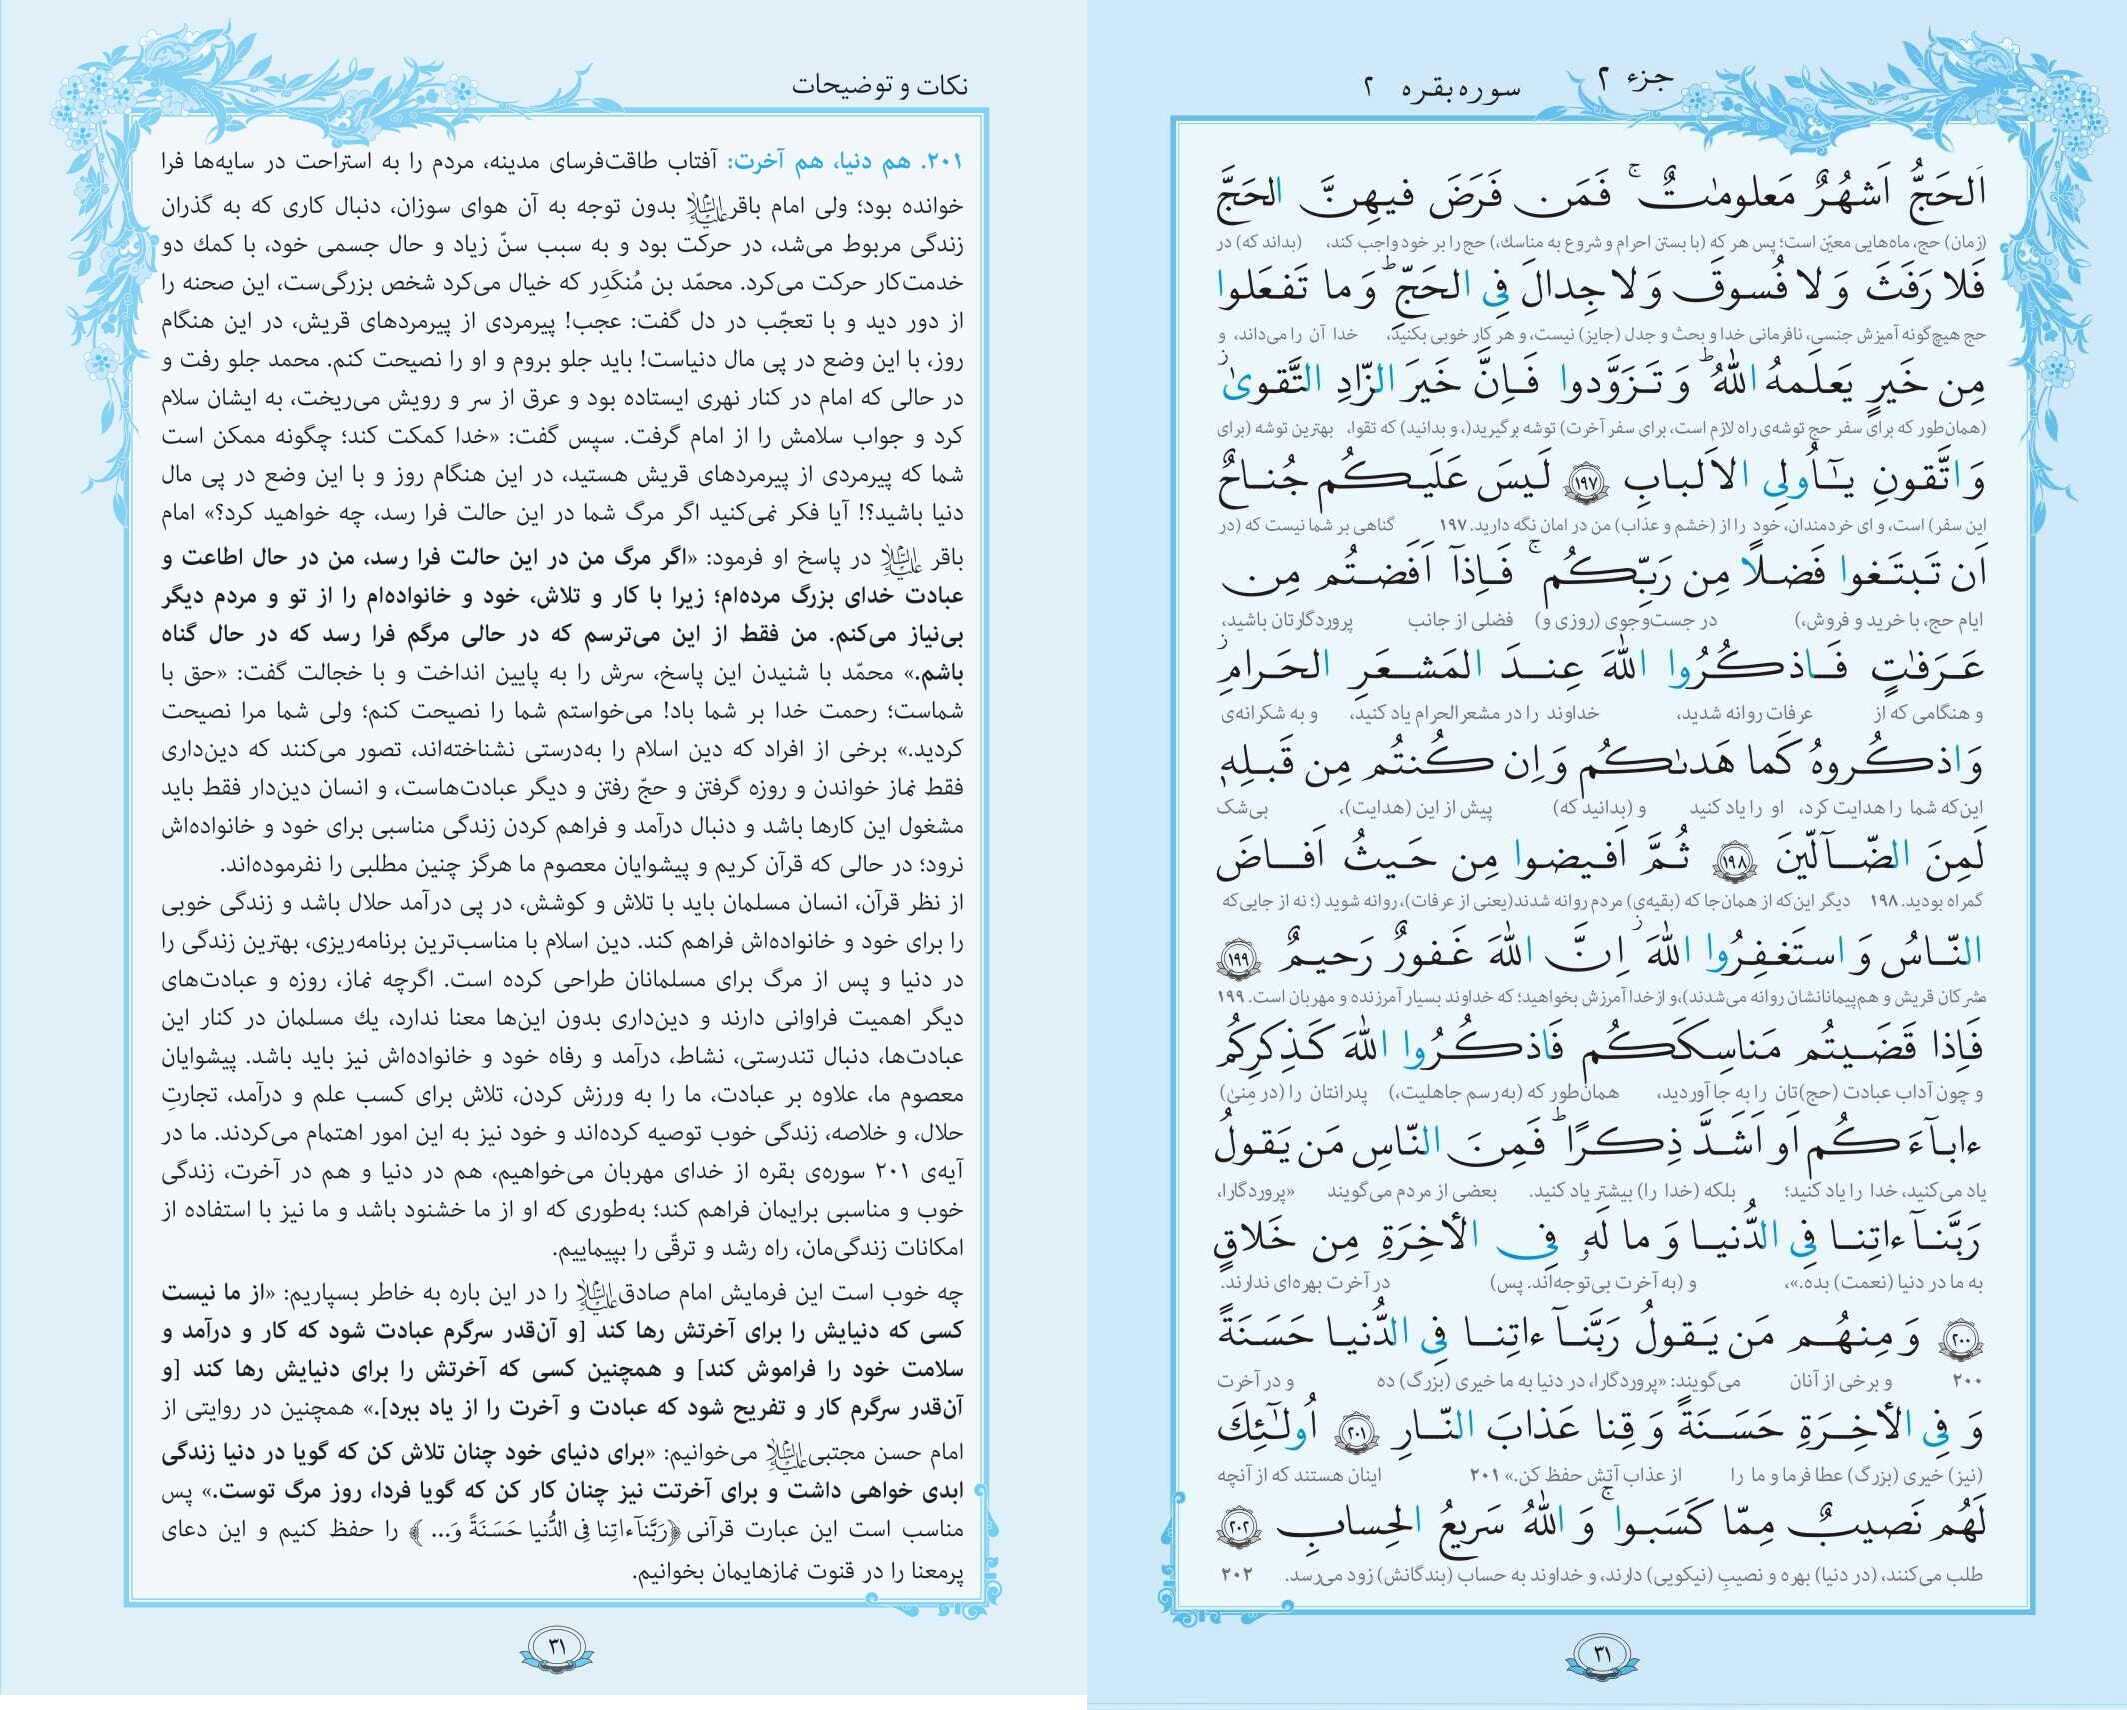 جزء ۲
سوره بقره ۲
اَلحَجُّ اَشهُرٌ مَعلومٰتٌ ۚ فَمَن فَرَضَ فيهِنَّ الحَجَّ
(زمان) حج، ماه‌هایی معیّن است؛ پس هر که (با بستن احرام و شروع به مناسك،) حج را بر خود واجب کند، (بداند که) در
فَلا رَفَثَ وَ لا فُسوقَ وَ لا جِدالَ فِي الحَجِّ ؕ وَ ما تَفعَلوا
حج هیچ‌گونه آمیزش جنسی، نافرمانی خدا و بحث و جدل (جایز) نیست، و هر کار خوبی بکنید، خدا آن را می‌داند، و
مِن خَيرٍ يَعلَمهُ اللّٰهُ ؕ وَ تَزَوَّدوا فَاِنَّ خَيرَ الزّادِ التَّقوىٰ ۚ
(همان‌طور که برای سفر حج توشه‌ی راه لازم است، برای سفر آخرت) توشه برگیرید(، و بدانید) که تقوا، بهترین توشه (برای
وَ اتَّقونِ يـٰٓاُولِي الاَلبابِ ﴿۱۹۷﴾ لَيسَ عَلَيكُم جُناحٌ
این سفر) است، و ای خردمندان، خود را از (خشم و عذاب) من در امان نگه دارید. ۱۹۷ گناهی بر شما نیست که (در
اَن تَبتَغوا فَضلًا مِن رَبِّكُم ۚ فَاِذآ اَفَضتُم مِن
ایام حج، با خرید و فروش،) در جست‌وجوی (روزی و) فضلی از جانب پروردگارتان باشید،
عَرَفٰتٍ فَاذكُرُوا اللّٰهَ عِندَ المَشعَرِ الحَرامِ ۖ
و هنگامی که از عرفات روانه شدید، خداوند را در مشعرالحرام یاد کنید، و به شکرانه‌ی
وَ اذكُروهُ كَما هَدىٰكُم وَ اِن كُنتُم مِن قَبلِهٖ
این‌که شما را هدایت کرد، او را یاد کنید و (بدانید که) پیش از این (هدایت)، بی‌شک
لَمِنَ الضّآلّينَ ﴿۱۹۸﴾ ثُمَّ اَفيضوا مِن حَيثُ اَفاضَ
گمراه بودید. ۱۹۸ دیگر این‌که از همان‌جا که (بقیه‌ی) مردم روانه شدند(یعنی از عرفات)، روانه شوید (؛ نه از جایی‌که
النّاسُ وَ استَغفِرُوا اللّٰهَ ۚ اِنَّ اللّٰهَ غَفورٌ رَحيمٌ ﴿۱۹۹﴾
مشرکان قریش و هم‌پیمانانشان روانه می‌شدند)،و ازخدا آمرزش بخواهید؛ که خداوند بسیار آمرزنده و مهربان است. ۱۹۹
فَاِذا قَضَيتُم مَناسِكَكُم فَاذكُرُوا اللّٰهَ كَذِكرِكُم
و چون آداب عبادت (حج)تان را به جا آوردید، همان‌طور که (به رسم جاهلیت،) پدرانتان را (در مِنیٰ)
ءابآءَكُم اَو اَشَدَّ ذِكرًا ؕ فَمِنَ النّاسِ مَن يَقولُ
یاد می‌کنید، خدا را یاد کنید؛ بلکه (خدا را) بیشتر یاد کنید. بعضی از مردم می‌گویند «پروردگارا،
رَبَّنآ ءاتِنا فِي الدُّنيا وَ ما لَهٗ فِي الأخِرَةِ مِن خَلاقٍ
به ما در دنیا (نعمت) بده.»، و (به آخرت بی‌توجه‌اند. پس) در آخرت بهره‌ای ندارند.
﴿۲۰۰﴾ وَ مِنهُم مَن يَقولُ رَبَّنآ ءاتِنا فِي الدُّنيا حَسَنَةً
۲۰۰ و برخی از آنان می‌گویند: «پروردگارا، در دنیا به ما خیری (بزرگ) ده و در آخرت
وَ فِي الأخِرَةِ حَسَنَةً وَ قِنا عَذابَ النّارِ ﴿۲۰۱﴾ اُولـٰٓئِكَ
(نیز) خیری (بزرگ) عطا فرما و ما را از عذاب آتش حفظ کن.» ۲۰۱ اینان هستند که از آنچه
لَهُم نَصيبٌ مِمّا كَسَبوا ۚ وَ اللّٰهُ سَريعُ الحِسابِ ﴿۲۰۲﴾
طلب می‌کنند، (در دنیا) بهره و نصیبِ (نیکویی) دارند، و خداوند به حساب (بندگانش) زود می‌رسد. ۲۰۲
۳۱
نکات و توضیحات
۲۰۱. هم دنیا، هم آخرت: آفتاب طاقت‌فرسای مدینه، مردم را به استراحت در سایه‌ها فرا
خوانده بود؛ ولی امام باقر علیه‌السلام بدون توجه به آن هوای سوزان، دنبال کاری که به گذران
زندگی مربوط می‌شد، در حرکت بود و به سبب سنّ زیاد و حال جسمی خود، با کمك دو
خدمت‌کار حرکت می‌کرد. محمّد بن مُنکَدِر که خیال می‌کرد شخص بزرگی‌ست، این صحنه را
از دور دید و با تعجّب در دل گفت: عجب! پیرمردی از پیرمردهای قریش، در این هنگام
روز، با این وضع در پی مال دنیاست! باید جلو بروم و او را نصیحت کنم. محمد جلو رفت و
در حالی که امام در کنار نهری ایستاده بود و عرق از سر و رویش می‌ریخت، به ایشان سلام
کرد و جواب سلامش را از امام گرفت. سپس گفت: «خدا کمکت کند؛ چگونه ممکن است
شما که پیرمردی از پیرمردهای قریش هستید، در این هنگام روز و با این وضع در پی مال
دنیا باشید؟! آیا فکر نمی‌کنید اگر مرگ شما در این حالت فرا رسد، چه خواهید کرد؟» امام
باقر علیه‌السلام در پاسخ او فرمود: «اگر مرگ من در این حالت فرا رسد، من در حال اطاعت و
عبادت خدای بزرگ مرده‌ام؛ زیرا با کار و تلاش، خود و خانواده‌ام را از تو و مردم دیگر
بی‌نیاز می‌کنم. من فقط از این می‌ترسم که در حالی مرگم فرا رسد که در حال گناه
باشم.» محمّد با شنیدن این پاسخ، سرش را به پایین انداخت و با خجالت گفت: «حق با
شماست؛ رحمت خدا بر شما باد! می‌خواستم شما را نصیحت کنم؛ ولی شما مرا نصیحت
کردید.» برخی از افراد که دین اسلام را به‌درستی نشناخته‌اند، تصور می‌کنند که دین‌داری
فقط نماز خواندن و روزه گرفتن و حجّ رفتن و دیگر عبادت‌هاست، و انسان دین‌دار فقط باید
مشغول این کارها باشد و دنبال درآمد و فراهم کردن زندگی مناسبی برای خود و خانواده‌اش
نرود؛ در حالی که قرآن کریم و پیشوایان معصوم ما هرگز چنین مطلبی را نفرموده‌اند.
از نظر قرآن، انسان مسلمان باید با تلاش و کوشش، در پی درآمد حلال باشد و زندگی خوبی
را برای خود و خانواده‌اش فراهم کند. دین اسلام با مناسب‌ترین برنامه‌ریزی، بهترین زندگی را
در دنیا و پس از مرگ برای مسلمانان طراحی کرده است. اگرچه نماز، روزه و عبادت‌های
دیگر اهمیت فراوانی دارند و دین‌داری بدون این‌ها معنا ندارد، یك مسلمان در کنار این
عبادت‌ها، دنبال تندرستی، نشاط، درآمد و رفاه خود و خانواده‌اش نیز باید باشد. پیشوایان
معصوم ما، علاوه بر عبادت، ما را به ورزش کردن، تلاش برای کسب علم و درآمد، تجارتِ
حلال، و خلاصه، زندگی خوب توصیه کرده‌اند و خود نیز به این امور اهتمام می‌کردند. ما در
آیه‌ی ۲۰۱ سوره‌ی بقره از خدای مهربان می‌خواهیم، هم در دنیا و هم در آخرت، زندگی
خوب و مناسبی برایمان فراهم کند؛ به‌طوری که او از ما خشنود باشد و ما نیز با استفاده از
امکانات زندگی‌مان، راه رشد و ترقّی را بپیماییم.
چه خوب است این فرمایش امام صادق علیه‌السلام را در این باره به خاطر بسپاریم: «از ما نیست
کسی که دنیایش را برای آخرتش رها کند [و آن‌قدر سرگرم عبادت شود که کار و درآمد و
سلامت خود را فراموش کند] و همچنین کسی که آخرتش را برای دنیایش رها کند [و
آن‌قدر سرگرم کار و تفریح شود که عبادت و آخرت را از یاد ببرد].» همچنین در روایتی از
امام حسن مجتبی علیه‌السلام می‌خوانیم: «برای دنیای خود چنان تلاش کن که گویا در دنیا زندگی
ابدی خواهی داشت و برای آخرتت نیز چنان کار کن که گویا فردا، روز مرگ توست.» پس
مناسب است این عبارت قرآنی ﴿رَبَّنآ ءاتِنا فِي الدُّنيا حَسَنَةً وَ...﴾ را حفظ کنیم و این دعای
پرمعنا را در قنوت نمازهایمان بخوانیم.
۳۱